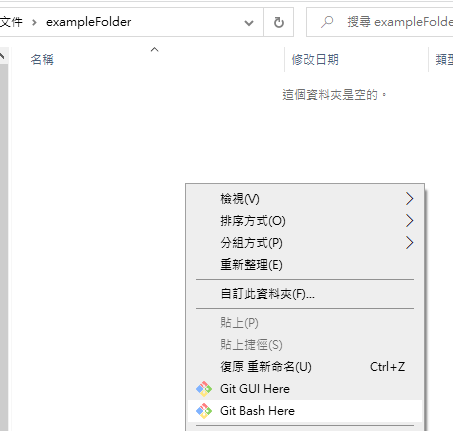 文件 › exampleFolder
搜尋 exampleFolde
名稱
修改日期
類型
這個資料夾是空的。
檢視(V)
排序方式(O)
分組方式(P)
重新整理(E)
自訂此資料夾(F)...
貼上(P)
貼上捷徑(S)
復原 重新命名(U) Ctrl+Z
Git GUI Here
Git Bash Here